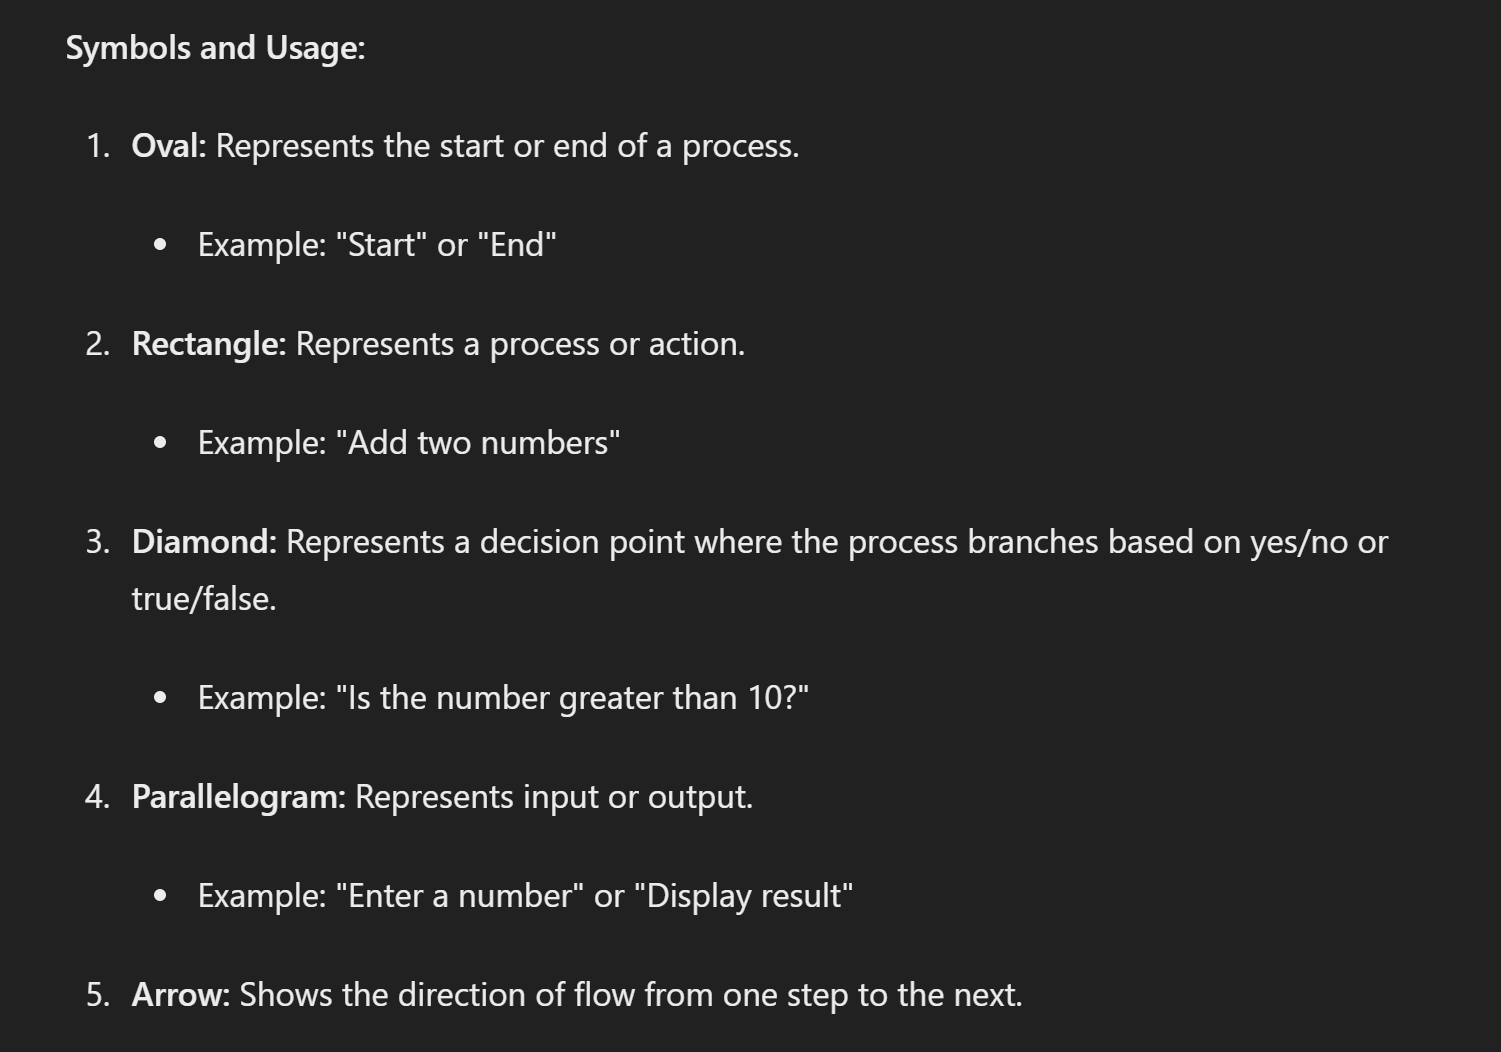 Symbols and Usage:
1. Oval: Represents the start or end of a process.
• Example: "Start" or "End"
2. Rectangle: Represents a process or action.
• Example: "Add two numbers"
3. Diamond: Represents a decision point where the process branches based on yes/no or
true/false.
• Example: "Is the number greater than 10?"
4. Parallelogram: Represents input or output.
• Example: "Enter a number" or "Display result"
5. Arrow: Shows the direction of flow from one step to the next.